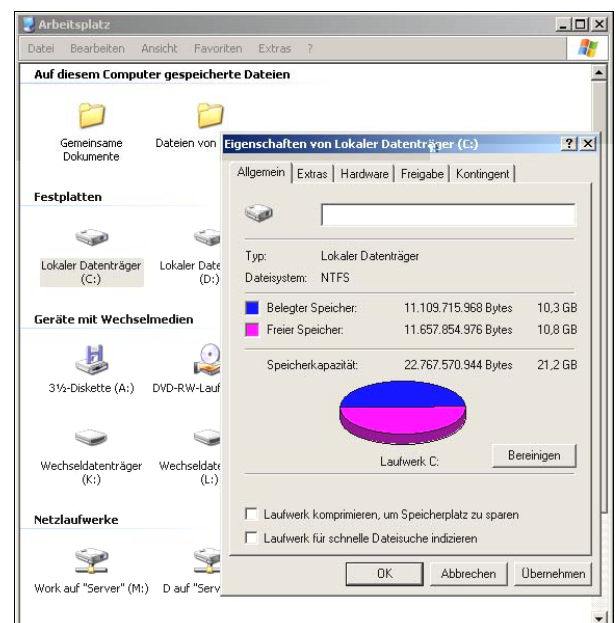 Arbeitsplatz
Datei Bearbeiten Ansicht Favoriten Extras ?
Auf diesem Computer gespeicherte Dateien
Gemeinsame Dokumente
Dateien von
Festplatten
Lokaler Datenträger (C:)
Lokaler Date
(D:)
Geräte mit Wechselmedien
3½-Diskette (A:)
DVD-RW-Lauf
Wechseldatenträger (K:)
Wechseldate
(L:)
Netzlaufwerke
Work auf "Server" (M:)
D auf "Serv
Eigenschaften von Lokaler Datenträger (C:)
Allgemein Extras Hardware Freigabe Kontingent
Typ: Lokaler Datenträger
Dateisystem: NTFS
Belegter Speicher: 11.109.715.968 Bytes 10,3 GB
Freier Speicher: 11.657.854.976 Bytes 10,8 GB
Speicherkapazität: 22.767.570.944 Bytes 21,2 GB
Laufwerk C:
Bereinigen
Laufwerk komprimieren, um Speicherplatz zu sparen
Laufwerk für schnelle Dateisuche indizieren
OK Abbrechen Übernehmen